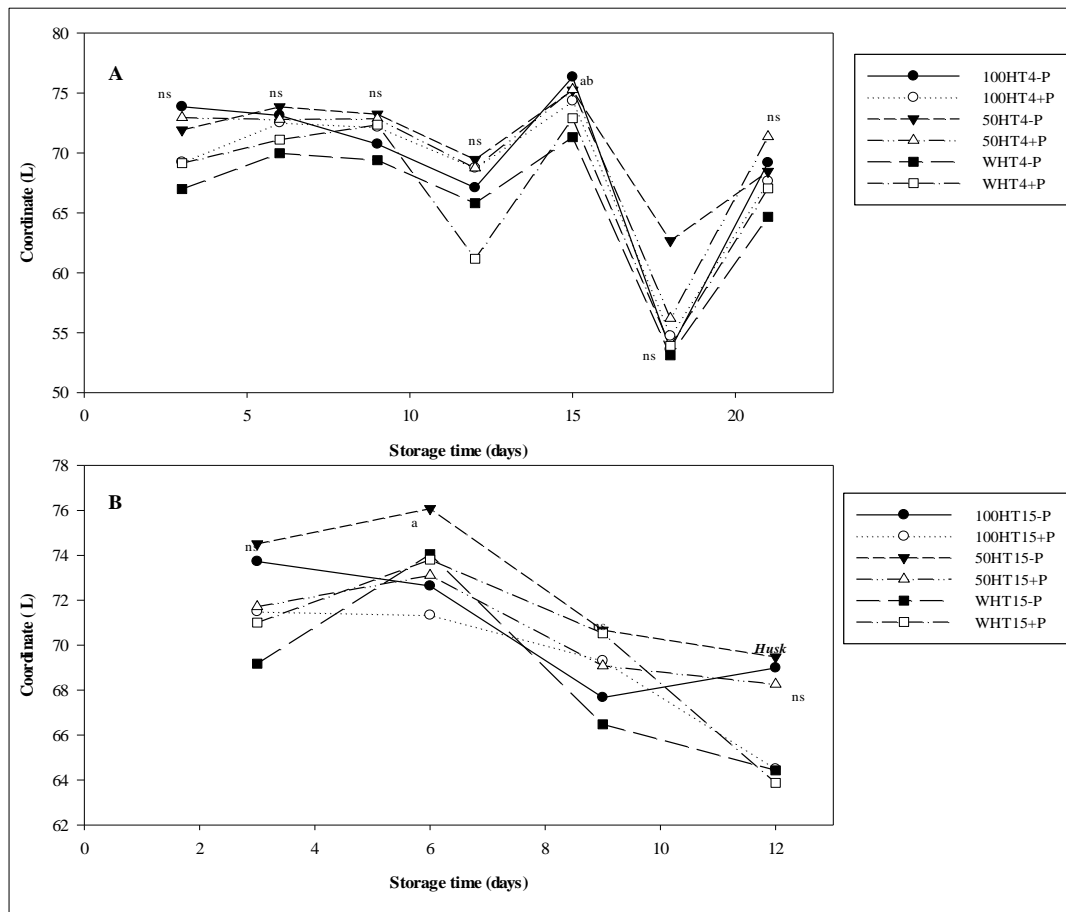 80
A
ns
ns
ns
ns
ab
ns
ns
75
70
65
60
55
50
Coordinate (L)
0
5
10
15
20
Storage time (days)
100HT4-P
100HT4+P
50HT4-P
50HT4+P
WHT4-P
WHT4+P
78
B
76
74
72
70
68
66
64
62
Coordinate ( L)
ns
a
ns
Husk
ns
0
2
4
6
8
10
12
Storage time (days)
100HT15-P
100HT15+P
50HT15-P
50HT15+P
WHT15-P
WHT15+P